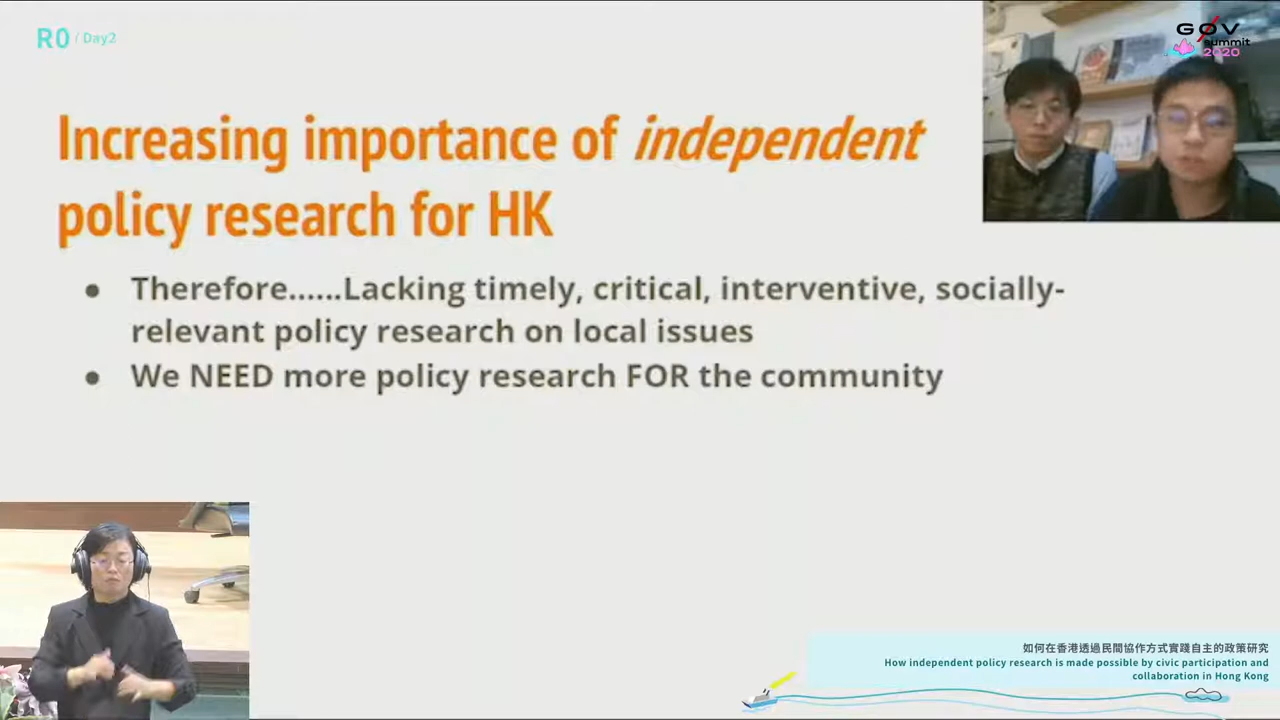 R0 / Day2
GØV
summit
2020
Increasing importance of independent
policy research for HK
● Therefore......Lacking timely, critical, interventive, socially-
relevant policy research on local issues
● We NEED more policy research FOR the community
如何在香港透過民間協作方式實踐自主的政策研究
How independent policy research is made possible by civic participation and
collaboration in Hong Kong